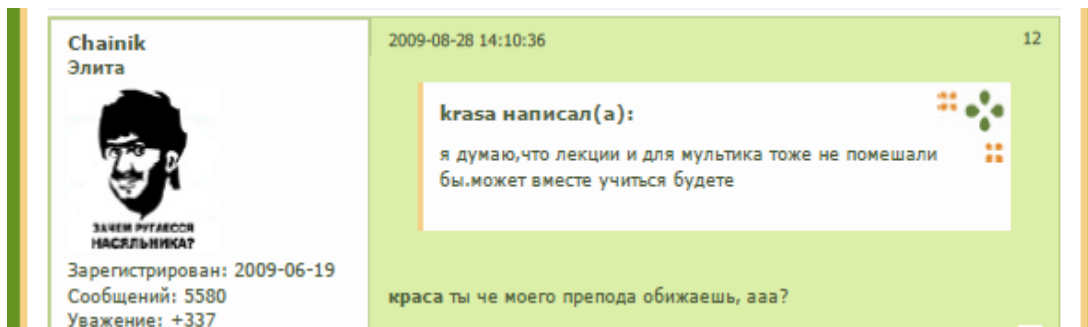 Chainik
Элита
ЗАЧЕМ РУГАЕССЯ
НАСЯЛЬНИКА?
Зарегистрирован: 2009-06-19
Сообщений: 5580
Уважение: +337
2009-08-28 14:10:36
12
krasa написал(а):
я думаю,что лекции и для мультика тоже не помешали
бы.может вместе учиться будете
краса ты че моего препода обижаешь, ааа?